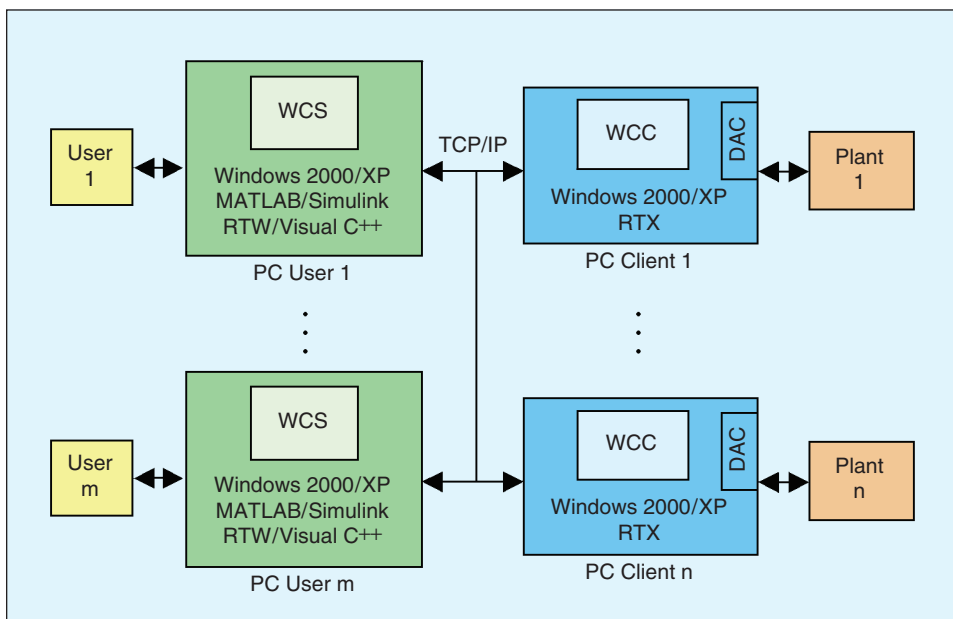 User
1
WCS
Windows 2000/XP
MATLAB/Simulink
RTW/Visual C++
PC User 1
TCP/IP
WCC
DAC
Windows 2000/XP
RTX
PC Client 1
Plant
1
User
m
WCS
Windows 2000/XP
MATLAB/Simulink
RTW/Visual C++
PC User m
WCC
DAC
Windows 2000/XP
RTX
PC Client n
Plant
n